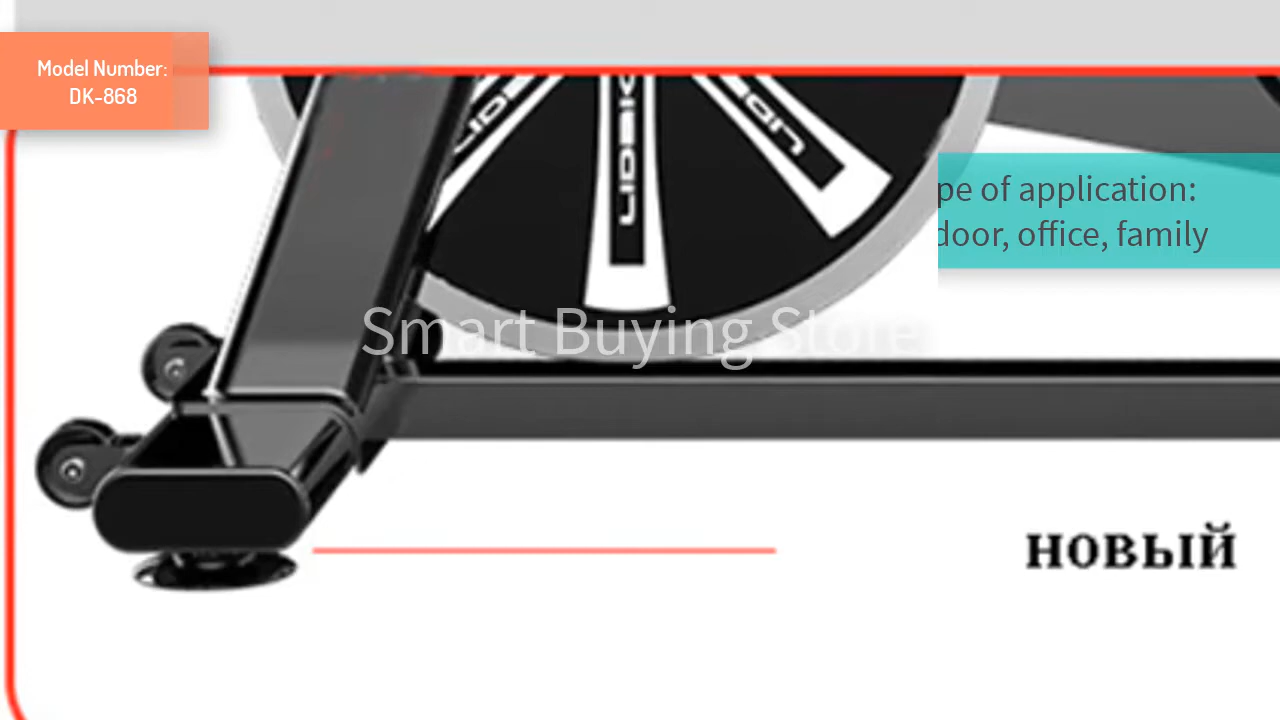 Model Number:
DK-868
pe of application:
door, office, family
Smart Buying Store
новый